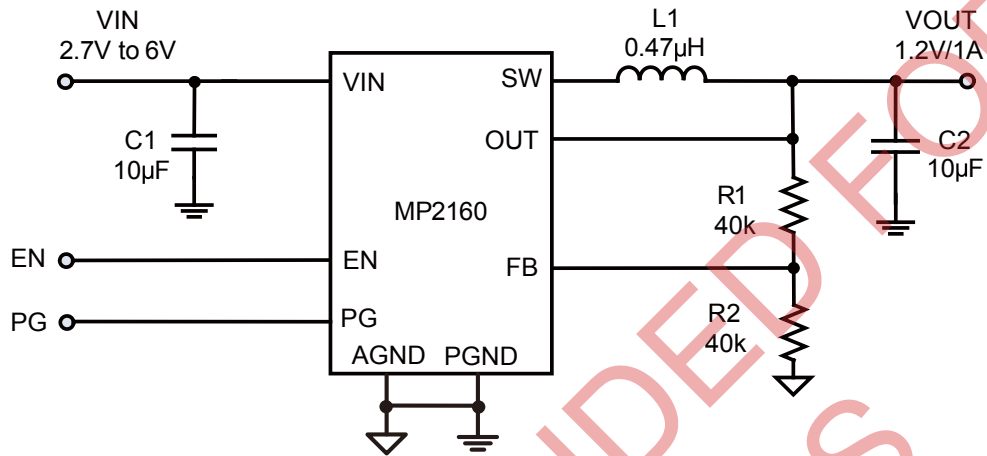 VIN
2.7V to 6V
L1
0.47µH
VOUT
1.2V/1A
VIN
SW
C1
10µF
OUT
C2
10µF
MP2160
R1
40k
EN
EN
FB
PG
PG
R2
40k
AGND
PGND